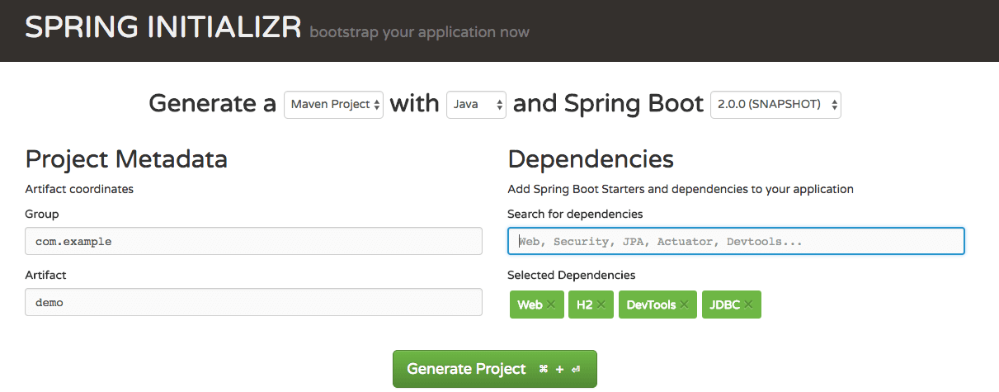 SPRING INITIALIZR bootstrap your application now
Generate a Maven Project with Java and Spring Boot 2.0.0 (SNAPSHOT)
Project Metadata
Artifact coordinates
Group
com.example
Artifact
demo
Dependencies
Add Spring Boot Starters and dependencies to your application
Search for dependencies
Web, Security, JPA, Actuator, Devtools...
Selected Dependencies
Web × H2 × DevTools × JDBC ×
Generate Project ⌘ + ⏎